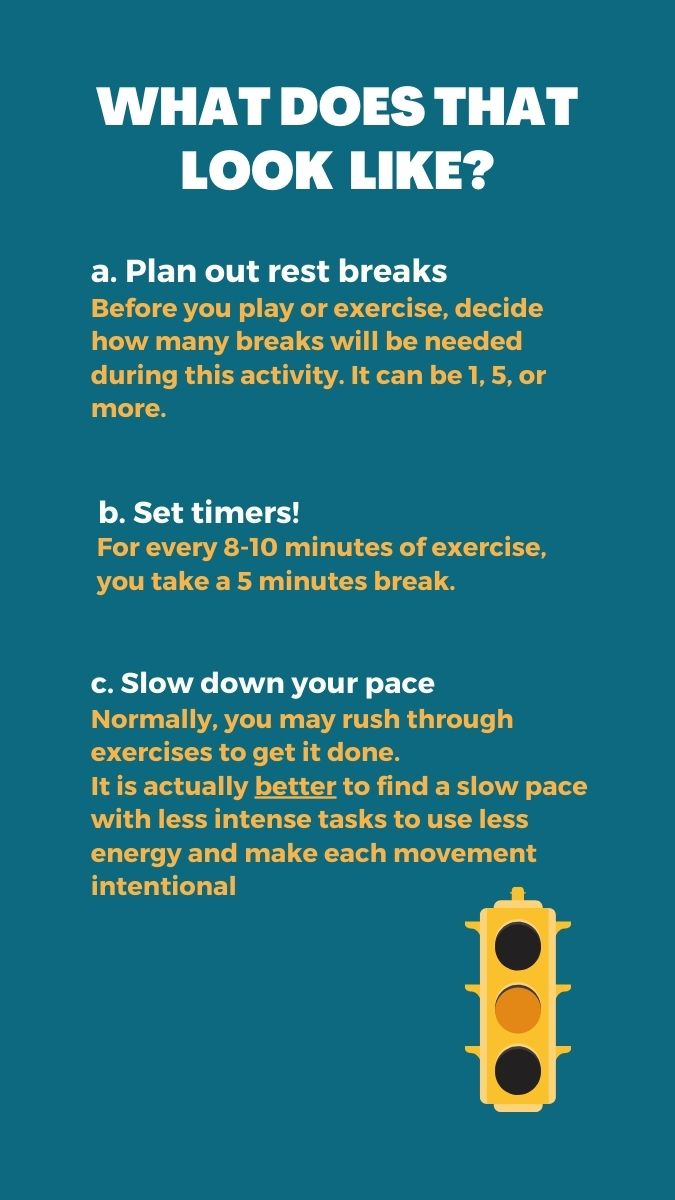 WHAT DOES THAT
LOOK LIKE?
a. Plan out rest breaks
Before you play or exercise, decide
how many breaks will be needed
during this activity. It can be 1, 5, or
more.
b. Set timers!
For every 8-10 minutes of exercise,
you take a 5 minutes break.
c. Slow down your pace
Normally, you may rush through
exercises to get it done.
It is actually better to find a slow pace
with less intense tasks to use less
energy and make each movement
intentional